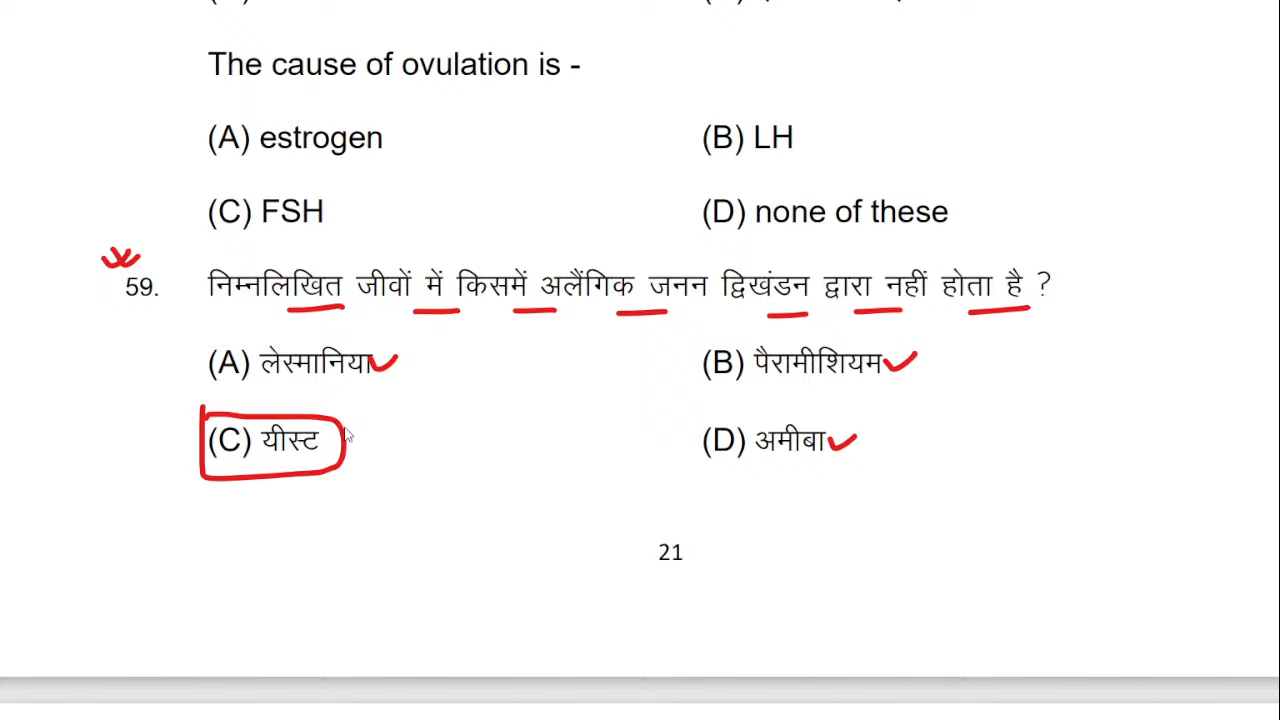 The cause of ovulation is -
(A) estrogen (B) LH
(C) FSH (D) none of these
59. निम्नलिखित जीवों में किसमें अलैंगिक जनन द्विखंडन द्वारा नहीं होता है ?
(A) लेस्मानिया (B) पैरामीशियम
(C) यीस्ट (D) अमीबा
21